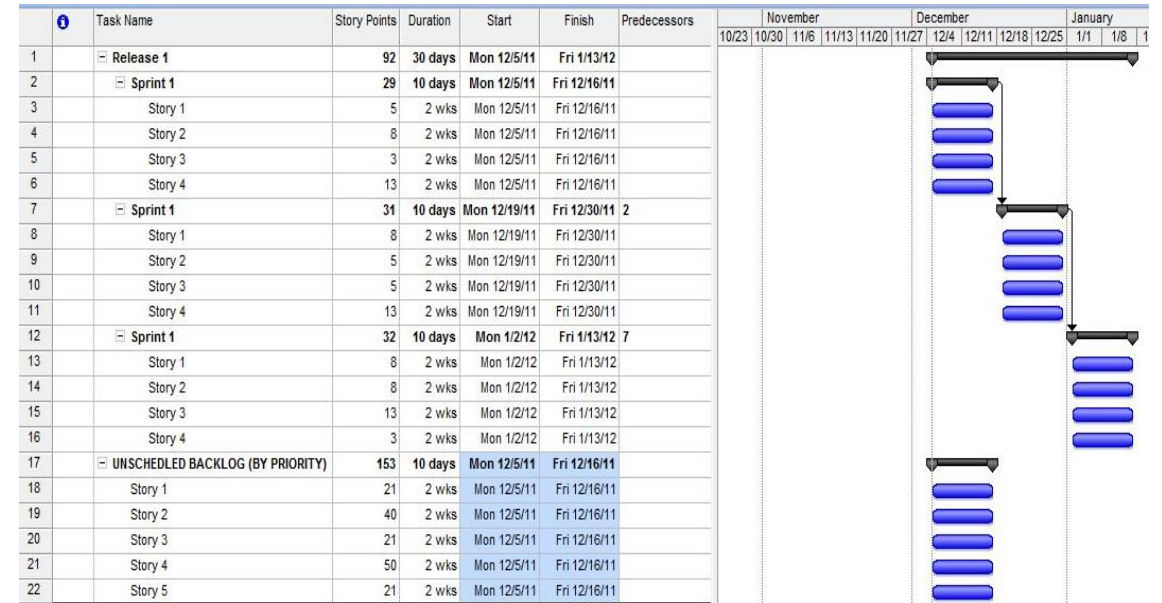 Task Name Story Points Duration Start Finish Predecessors November December January
10/23 10/30 11/6 11/13 11/20 11/27 12/4 12/11 12/18 12/25 1/1 1/8 1
1 Release 1 92 30 days Mon 12/5/11 Fri 1/13/12
2 Sprint 1 29 10 days Mon 12/5/11 Fri 12/16/11
3 Story 1 5 2 wks Mon 12/5/11 Fri 12/16/11
4 Story 2 8 2 wks Mon 12/5/11 Fri 12/16/11
5 Story 3 3 2 wks Mon 12/5/11 Fri 12/16/11
6 Story 4 13 2 wks Mon 12/5/11 Fri 12/16/11
7 Sprint 1 31 10 days Mon 12/19/11 Fri 12/30/11 2
8 Story 1 8 2 wks Mon 12/19/11 Fri 12/30/11
9 Story 2 5 2 wks Mon 12/19/11 Fri 12/30/11
10 Story 3 5 2 wks Mon 12/19/11 Fri 12/30/11
11 Story 4 13 2 wks Mon 12/19/11 Fri 12/30/11
12 Sprint 1 32 10 days Mon 1/2/12 Fri 1/13/12 7
13 Story 1 8 2 wks Mon 1/2/12 Fri 1/13/12
14 Story 2 8 2 wks Mon 1/2/12 Fri 1/13/12
15 Story 3 13 2 wks Mon 1/2/12 Fri 1/13/12
16 Story 4 3 2 wks Mon 1/2/12 Fri 1/13/12
17 UNSCHEDLED BACKLOG (BY PRIORITY) 153 10 days Mon 12/5/11 Fri 12/16/11
18 Story 1 21 2 wks Mon 12/5/11 Fri 12/16/11
19 Story 2 40 2 wks Mon 12/5/11 Fri 12/16/11
20 Story 3 21 2 wks Mon 12/5/11 Fri 12/16/11
21 Story 4 50 2 wks Mon 12/5/11 Fri 12/16/11
22 Story 5 21 2 wks Mon 12/5/11 Fri 12/16/11